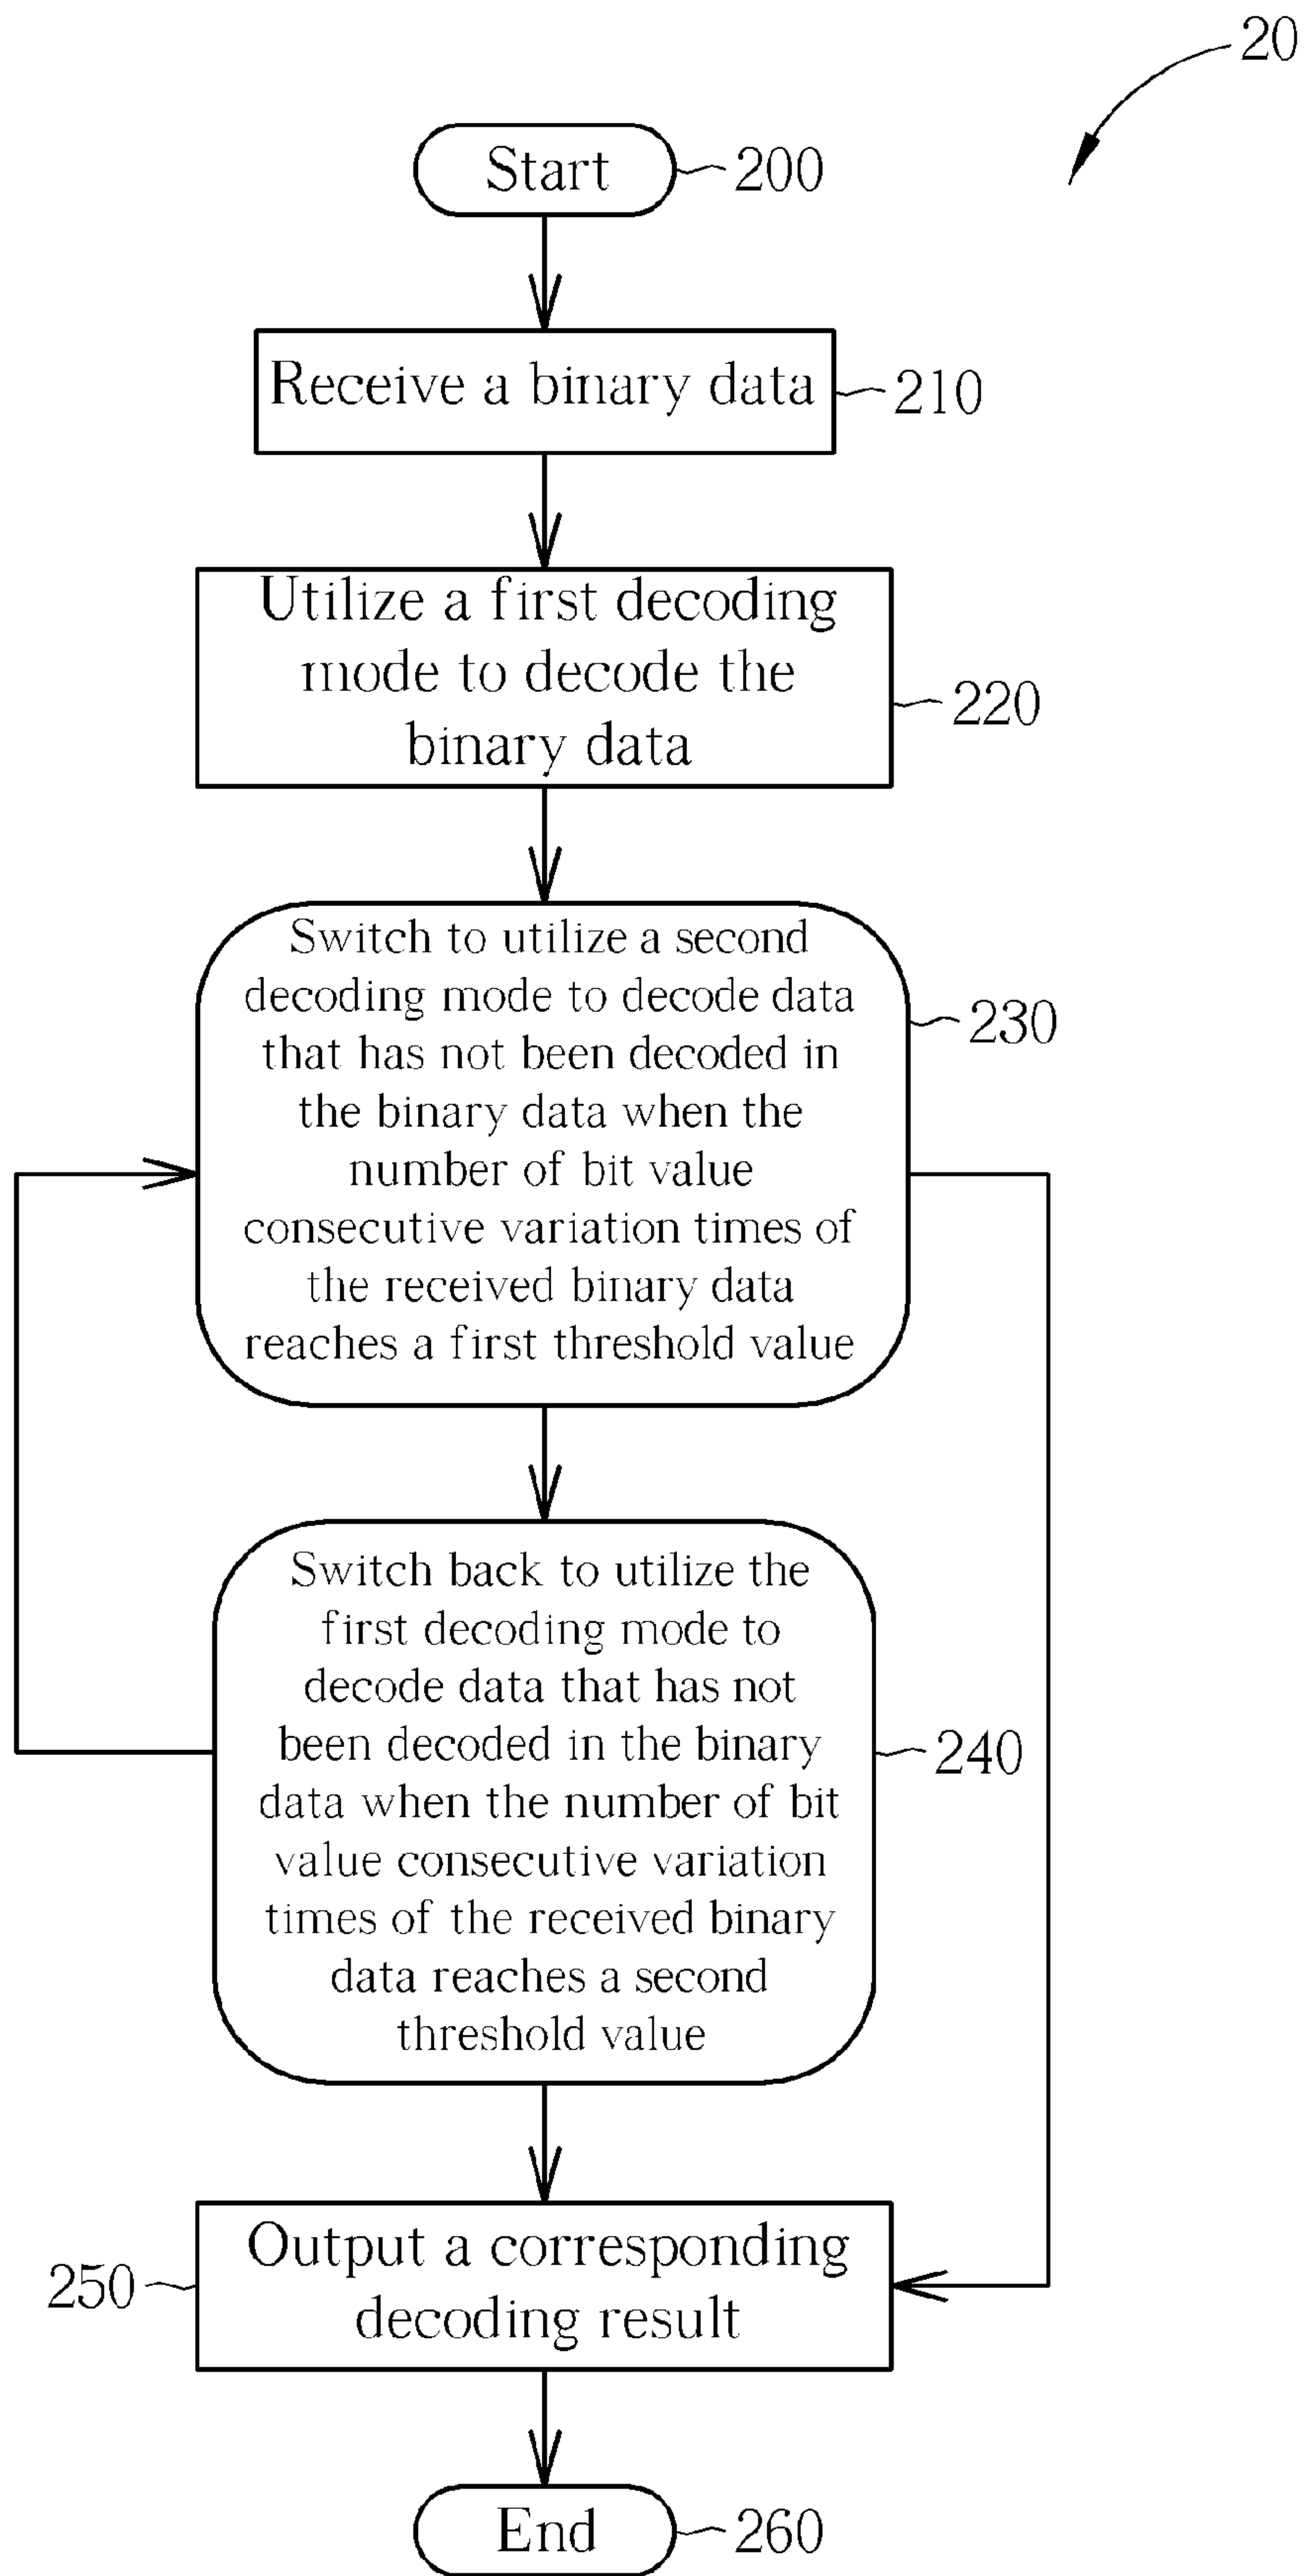 20
Start
200
Receive a binary data
210
Utilize a first decoding
mode to decode the
binary data
220
Switch to utilize a second
decoding mode to decode data
that has not been decoded in
the binary data when the
number of bit value
consecutive variation times of
the received binary data
reaches a first threshold value
230
Switch back to utilize the
first decoding mode to
decode data that has not
been decoded in the binary
data when the number of bit
value consecutive variation
times of the received binary
data reaches a second
threshold value
240
Output a corresponding
decoding result
250
End
260